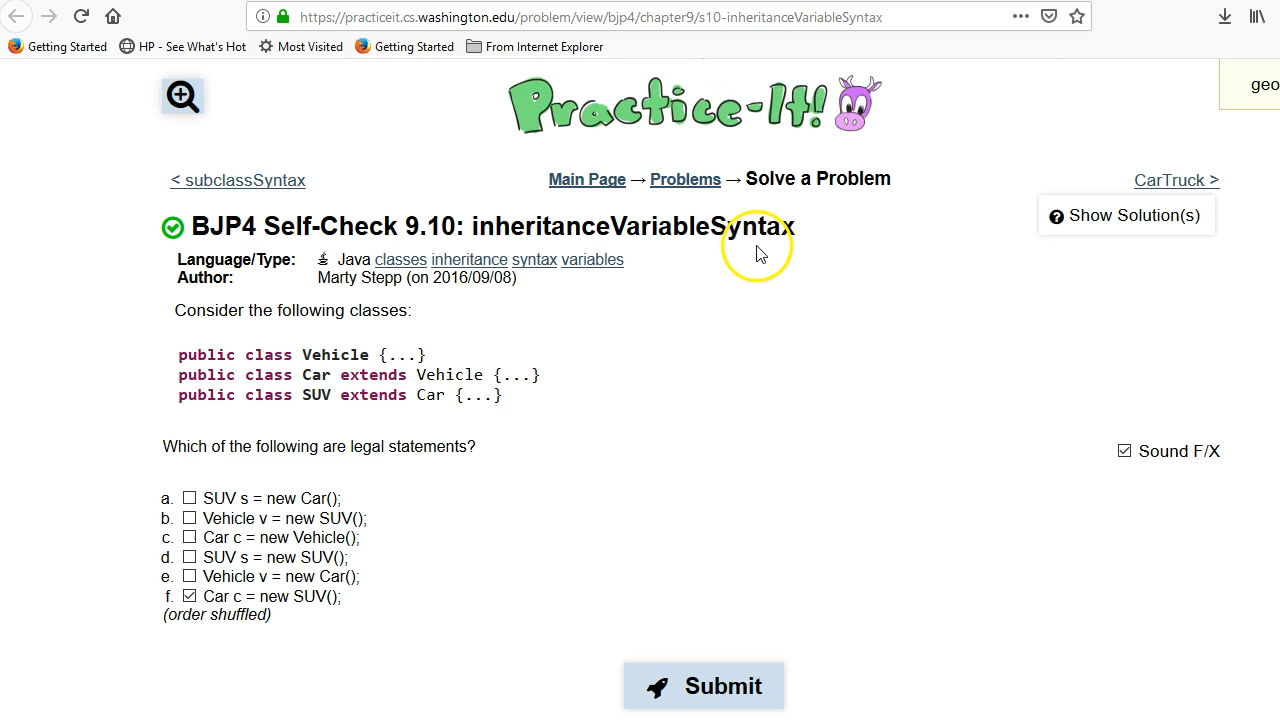 https://practiceit.cs.washington.edu/problem/view/bjp4/chapter9/s10-inheritanceVariableSyntax
Getting Started HP - See What's Hot Most Visited Getting Started From Internet Explorer
Practice-It!
geo
< subclassSyntax Main Page → Problems → Solve a Problem CarTruck >
Show Solution(s)
BJP4 Self-Check 9.10: inheritanceVariableSyntax
Language/Type: Java classes inheritance syntax variables
Author: Marty Stepp (on 2016/09/08)
Consider the following classes:
public class Vehicle {...}
public class Car extends Vehicle {...}
public class SUV extends Car {...}
Which of the following are legal statements?
Sound F/X
a. SUV s = new Car();
b. Vehicle v = new SUV();
c. Car c = new Vehicle();
d. SUV s = new SUV();
e. Vehicle v = new Car();
f. Car c = new SUV();
(order shuffled)
Submit